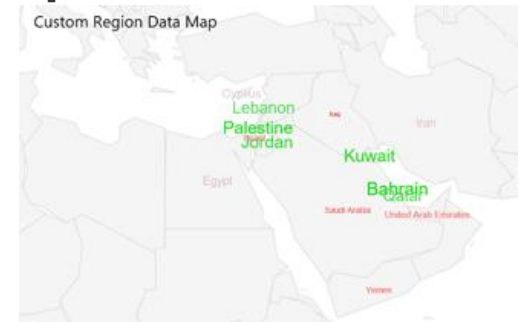 Custom Region Data Map
Cyprus
Lebanon
Iraq
Iran
Palestine
Jordan
Kuwait
Egypt
Bahrain
Qatar
Saudi Arabia
United Arab Emirates
Yemen